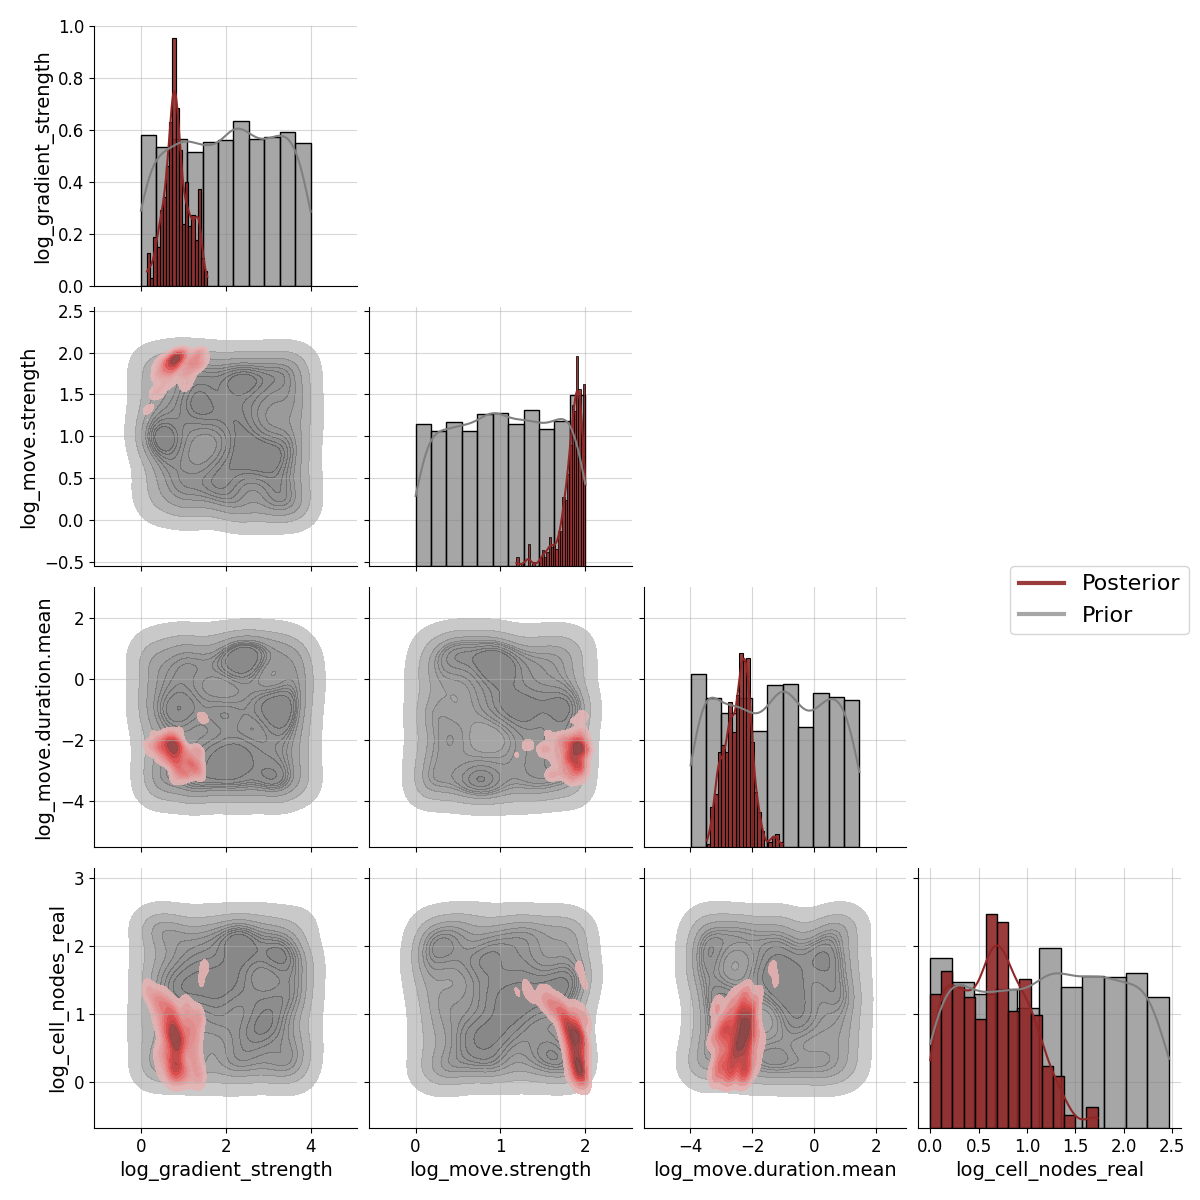 log_gradient_strength
1.0
0.8
0.6
0.4
0.2
0.0
log_move.strength
2.5
2.0
1.5
1.0
0.5
0.0
−0.5
log_move.duration.mean
2
0
−2
−4
Posterior
Prior
log_cell_nodes_real
3
2
1
0
0 2 4
0 1 2
−4 −2 0 2
0.0 0.5 1.0 1.5 2.0 2.5
log_gradient_strength log_move.strength log_move.duration.mean log_cell_nodes_real